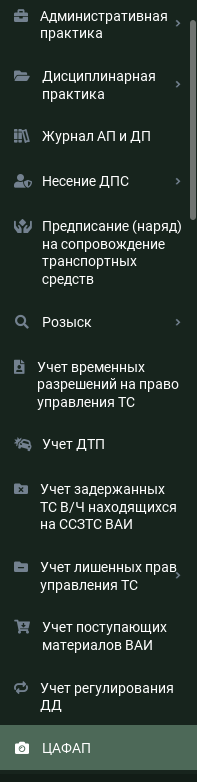 Административная
практика
Дисциплинарная
практика
Журнал АП и ДП
Несение ДПС
Предписание (наряд)
на сопровождение
транспортных
средств
Розыск
Учет временных
разрешений на право
управления ТС
Учет ДТП
Учет задержанных
ТС В/Ч находящихся
на ССЗТС ВАИ
Учет лишенных прав
управления ТС
Учет поступающих
материалов ВАИ
Учет регулирования
ДД
ЦАФАП